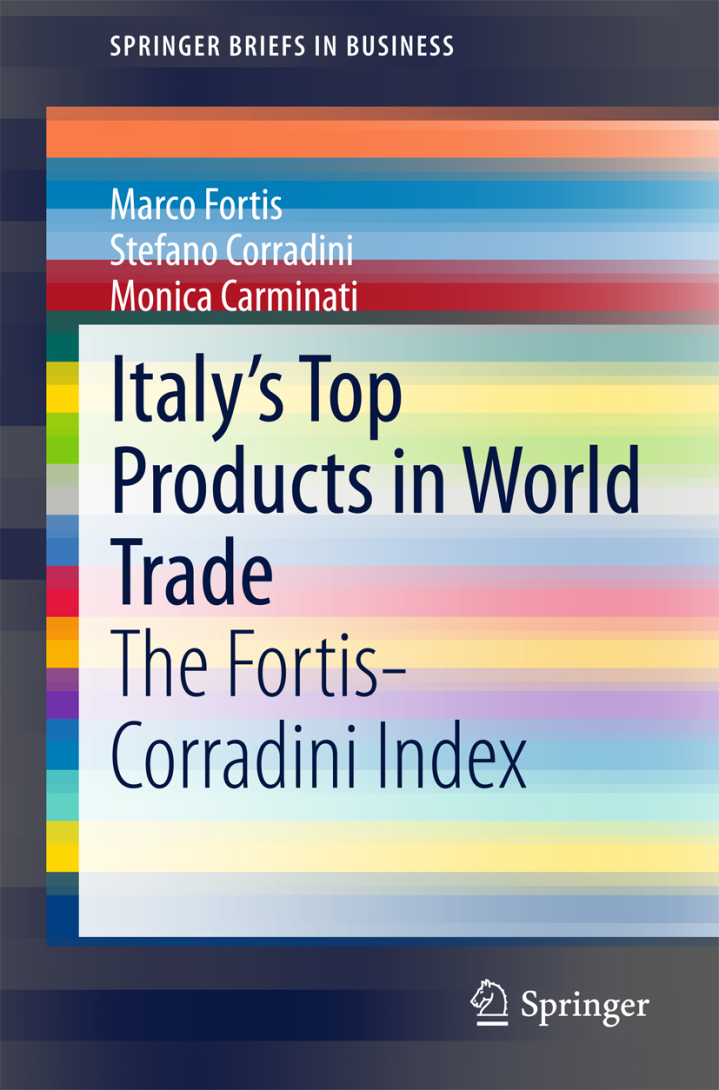 SPRINGER BRIEFS IN BUSINESS
Marco Fortis
Stefano Corradini
Monica Carminati
Italy’s Top
Products in World
Trade
The Fortis-
Corradini Index
Springer